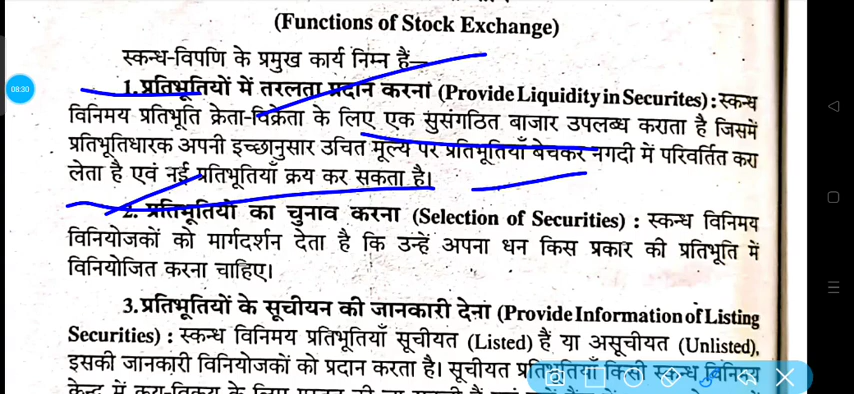 08:30
(Functions of Stock Exchange)
स्कन्ध-विपणि के प्रमुख कार्य निम्न हैं—
1. प्रतिभूतियों में तरलता प्रदान करना (Provide Liquidity in Securites) : स्कन्ध
विनिमय प्रतिभूति क्रेता-विक्रेता के लिए एक सुसंगठित बाजार उपलब्ध कराता है जिसमें
प्रतिभूतिधारक अपनी इच्छानुसार उचित मूल्य पर प्रतिभूतियाँ बेचकर नगदी में परिवर्तित करा
लेता है एवं नई प्रतिभूतियाँ क्रय कर सकता है।
2. प्रतिभूतियों का चुनाव करना (Selection of Securities) : स्कन्ध विनिमय
विनियोजकों को मार्गदर्शन देता है कि उन्हें अपना धन किस प्रकार की प्रतिभूति में
विनियोजित करना चाहिए।
3. प्रतिभूतियों के सूचीयन की जानकारी देना (Provide Information of Listing
Securities) : स्कन्ध विनिमय प्रतिभूतियाँ सूचीयत (Listed) हैं या असूचीयत (Unlisted),
इसकी जानकारी विनियोजकों को प्रदान करता है। सूचीयत प्रतिभूतियाँ किसी स्कन्ध विनिमय
केन्द्र में क्रय-विक्रय के लिए